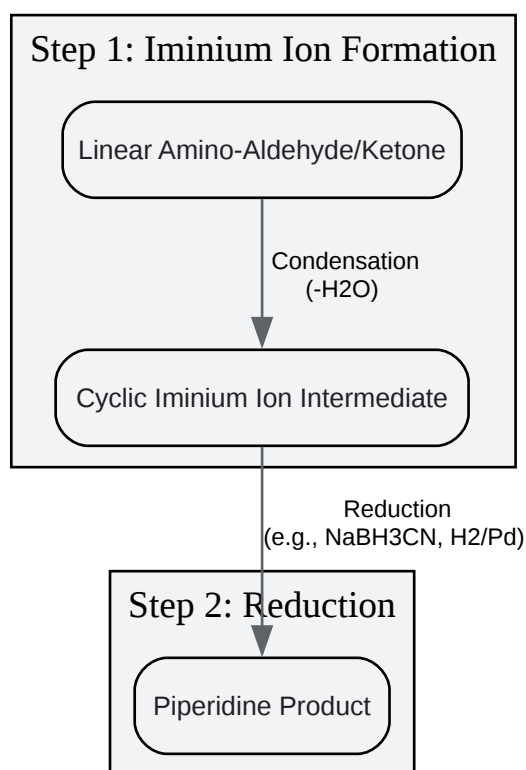 Step 1: Iminium Ion Formation
Linear Amino-Aldehyde/Ketone
Condensation
(-H2O)
Cyclic Iminium Ion Intermediate
Reduction
(e.g., NaBH3CN, H2/Pd)
Step 2: Reduction
Piperidine Product